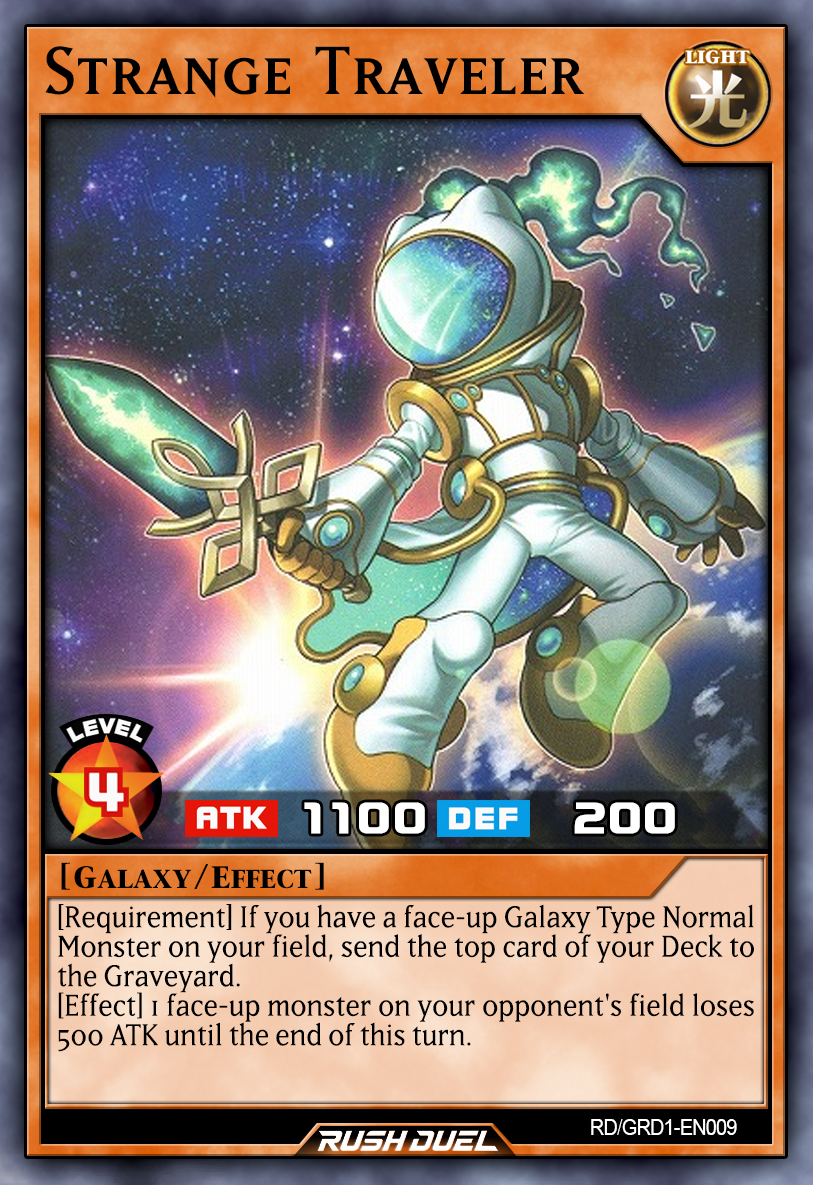 STRANGE TRAVELER
LIGHT
光
LEVEL
4
ATK 1100 DEF 200
[GALAXY/EFFECT]
[Requirement] If you have a face-up Galaxy Type Normal
Monster on your field, send the top card of your Deck to
the Graveyard.
[Effect] 1 face-up monster on your opponent's field loses
500 ATK until the end of this turn.
RUSH DUEL
RD/GRD1-EN009